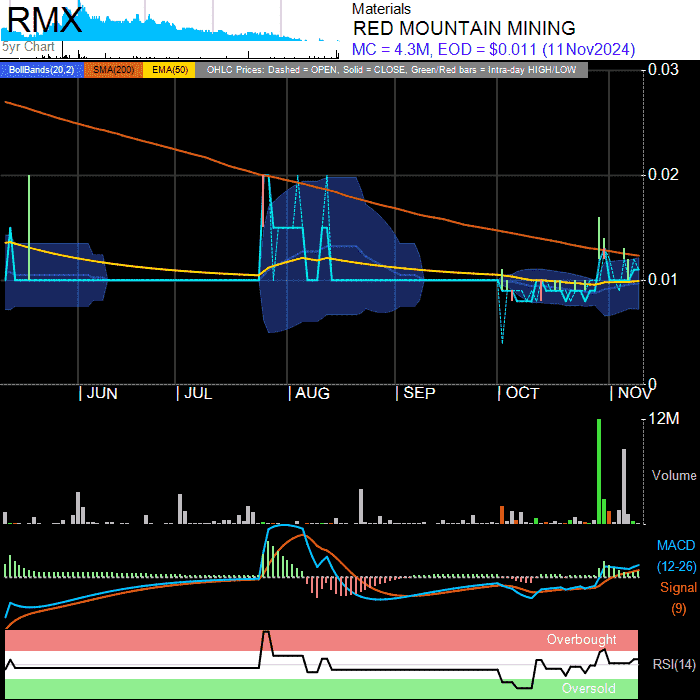 RMX
5yr Chart
Materials
RED MOUNTAIN MINING
MC = 4.3M, EOD = $0.011 (11Nov2024)
BollBands(20,2) SMA(200) EMA(50) OHLC Prices: Dashed = OPEN, Solid = CLOSE, Green/Red bars = Intra-day HIGH/LOW
0.03
0.02
0.01
0
JUN JUL AUG SEP OCT NOV
12M
Volume
MACD
(12-26)
Signal
(9)
Overbought
RSI(14)
Oversold